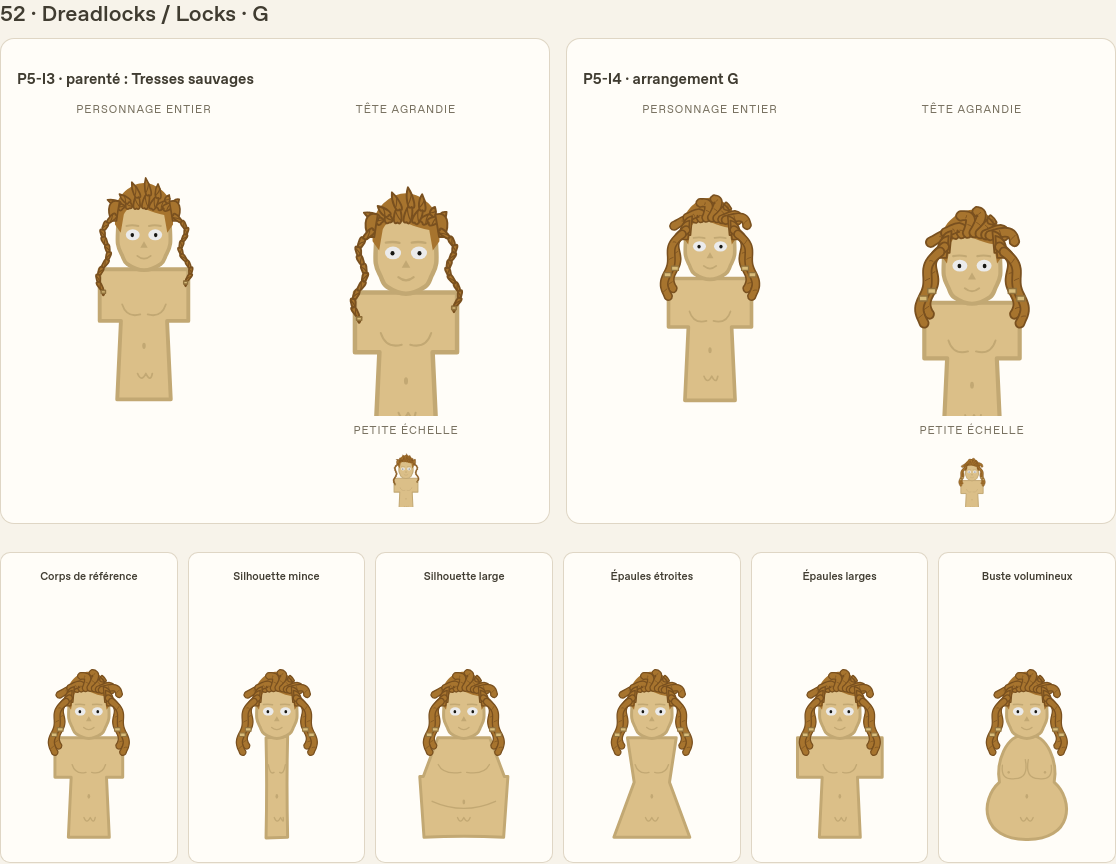 52 · Dreadlocks / Locks · G
P5-I3 · parenté : Tresses sauvages
PERSONNAGE ENTIER
TÊTE AGRANDIE
PETITE ÉCHELLE
P5-I4 · arrangement G
PERSONNAGE ENTIER
TÊTE AGRANDIE
PETITE ÉCHELLE
Corps de référence
Silhouette mince
Silhouette large
Épaules étroites
Épaules larges
Buste volumineux